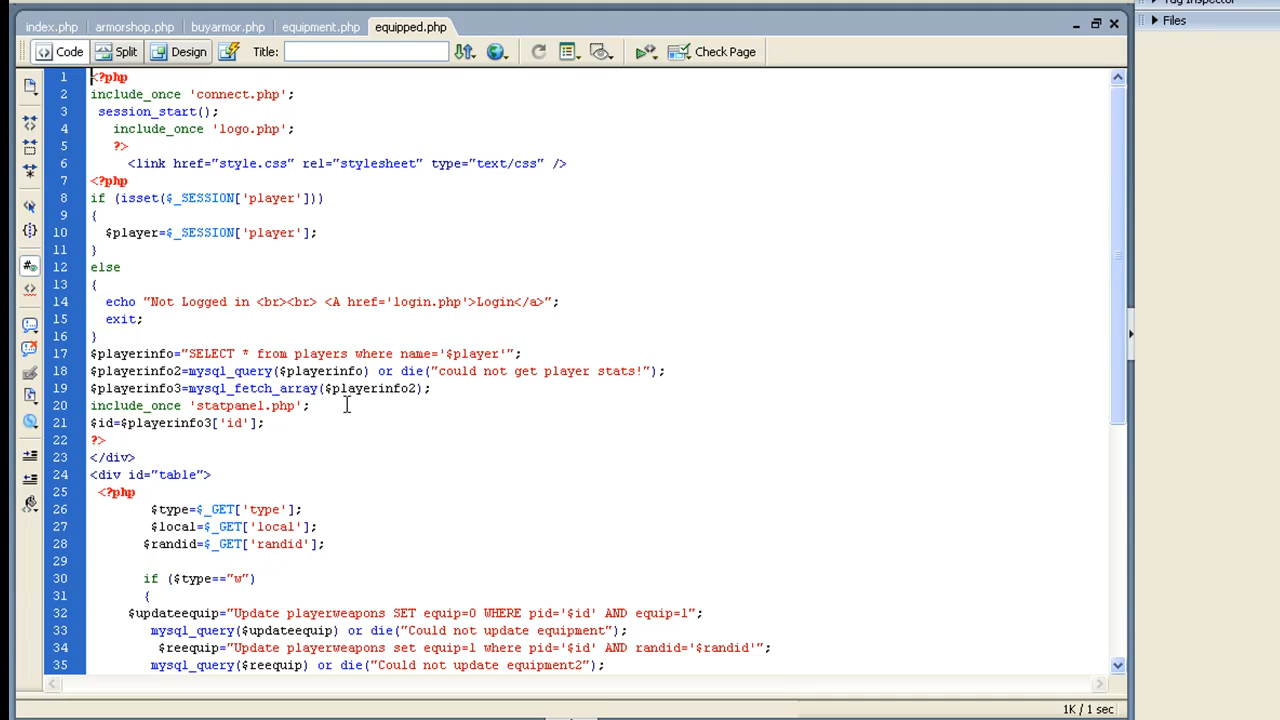 Tag Inspector
index.php armorshop.php buyarmor.php equipment.php equipped.php
Files
Code Split Design Title: Check Page
1 <?php
2 include_once 'connect.php';
3 session_start();
4 include_once 'logo.php';
5 ?>
6 <link href="style.css" rel="stylesheet" type="text/css" />
7 <?php
8 if (isset($_SESSION['player']))
9 {
10 $player=$_SESSION['player'];
11 }
12 else
13 {
14 echo "Not Logged in <br><br> <A href='login.php'>Login</a>";
15 exit;
16 }
17 $playerinfo="SELECT * from players where name='$player'";
18 $playerinfo2=mysql_query($playerinfo) or die("could not get player stats!");
19 $playerinfo3=mysql_fetch_array($playerinfo2);
20 include_once 'statpanel.php';
21 $id=$playerinfo3['id'];
22 ?>
23 </div>
24 <div id="table">
25 <?php
26 $type=$_GET['type'];
27 $local=$_GET['local'];
28 $randid=$_GET['randid'];
29
30 if ($type=="w")
31 {
32 $updateequip="Update playerweapons SET equip=0 WHERE pid='$id' AND equip=1";
33 mysql_query($updateequip) or die("Could not update equipment");
34 $reequip="Update playerweapons set equip=1 where pid='$id' AND randid='$randid'";
35 mysql_query($reequip) or die("Could not update equipment2");
1K / 1 sec